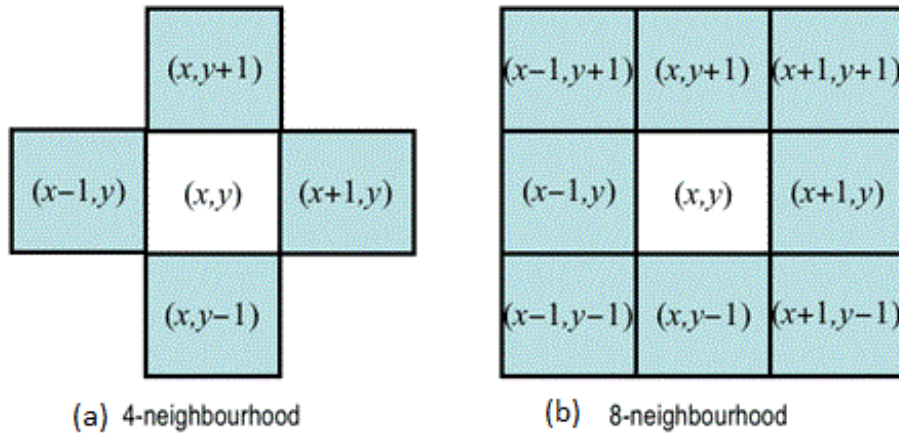 (x,y+1)
(x−1,y) (x,y) (x+1,y)
(x,y−1)
(a) 4-neighbourhood
(x−1,y+1) (x,y+1) (x+1,y+1)
(x−1,y) (x,y) (x+1,y)
(x−1,y−1) (x,y−1) (x+1,y−1)
(b) 8-neighbourhood